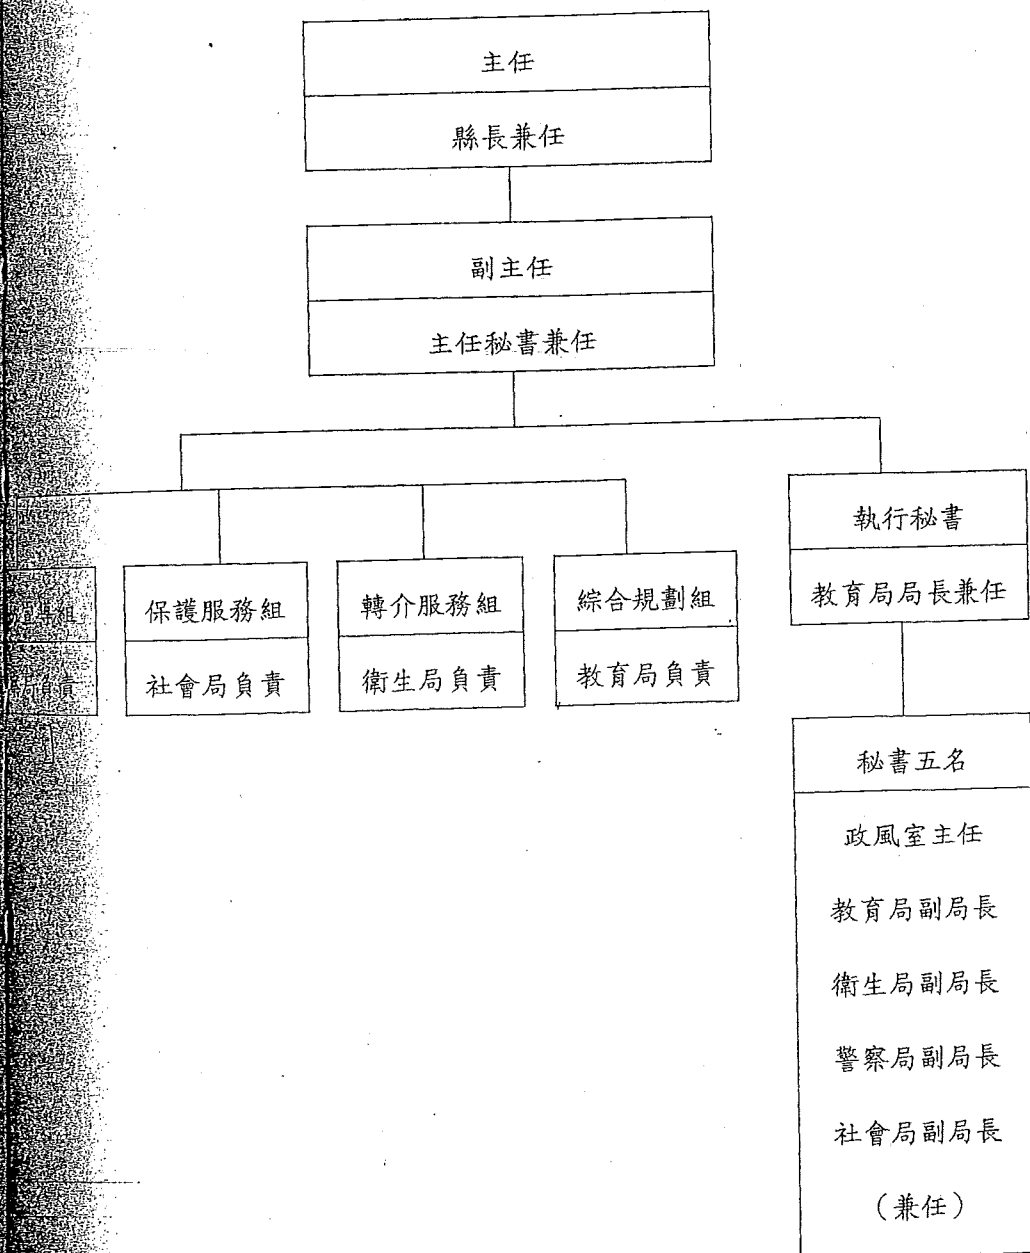 主任
縣長兼任
副主任
主任秘書兼任
執行秘書
教育局局長兼任
保護服務組
社會局負責
轉介服務組
衛生局負責
綜合規劃組
教育局負責
秘書五名
政風室主任
教育局副局長
衛生局副局長
警察局副局長
社會局副局長
（兼任）